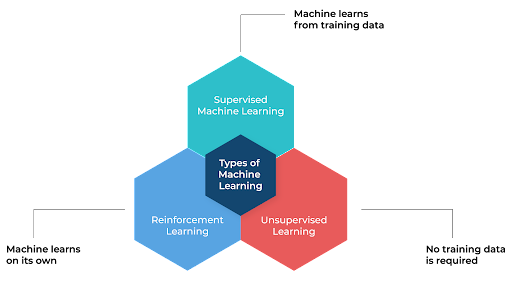 Machine learns
from training data
Supervised
Machine Learning
Types of
Machine
Learning
Reinforcement
Learning
Unsupervised
Learning
Machine learns
on its own
No training data
is required